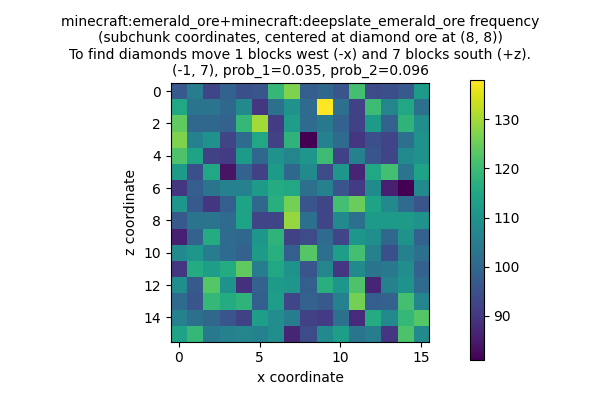 minecraft:emerald_ore+minecraft:deepslate_emerald_ore frequency
(subchunk coordinates, centered at diamond ore at (8, 8))
To find diamonds move 1 blocks west (-x) and 7 blocks south (+z).
(-1, 7), prob_1=0.035, prob_2=0.096
0
2
4
6
8
10
12
14
z coordinate
0
5
10
15
x coordinate
130
120
110
100
90